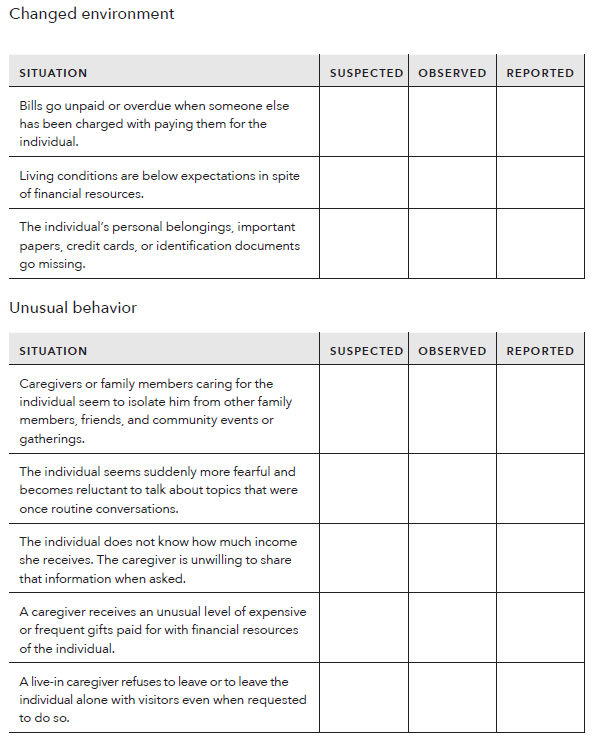 Changed environment
SITUATION SUSPECTED OBSERVED REPORTED
Bills go unpaid or overdue when someone else
has been charged with paying them for the
individual.
Living conditions are below expectations in spite
of financial resources.
The individual’s personal belongings, important
papers, credit cards, or identification documents
go missing.
Unusual behavior
SITUATION SUSPECTED OBSERVED REPORTED
Caregivers or family members caring for the
individual seem to isolate him from other family
members, friends, and community events or
gatherings.
The individual seems suddenly more fearful and
becomes reluctant to talk about topics that were
once routine conversations.
The individual does not know how much income
she receives. The caregiver is unwilling to share
that information when asked.
A caregiver receives an unusual level of expensive
or frequent gifts paid for with financial resources
of the individual.
A live-in caregiver refuses to leave or to leave the
individual alone with visitors even when requested
to do so.